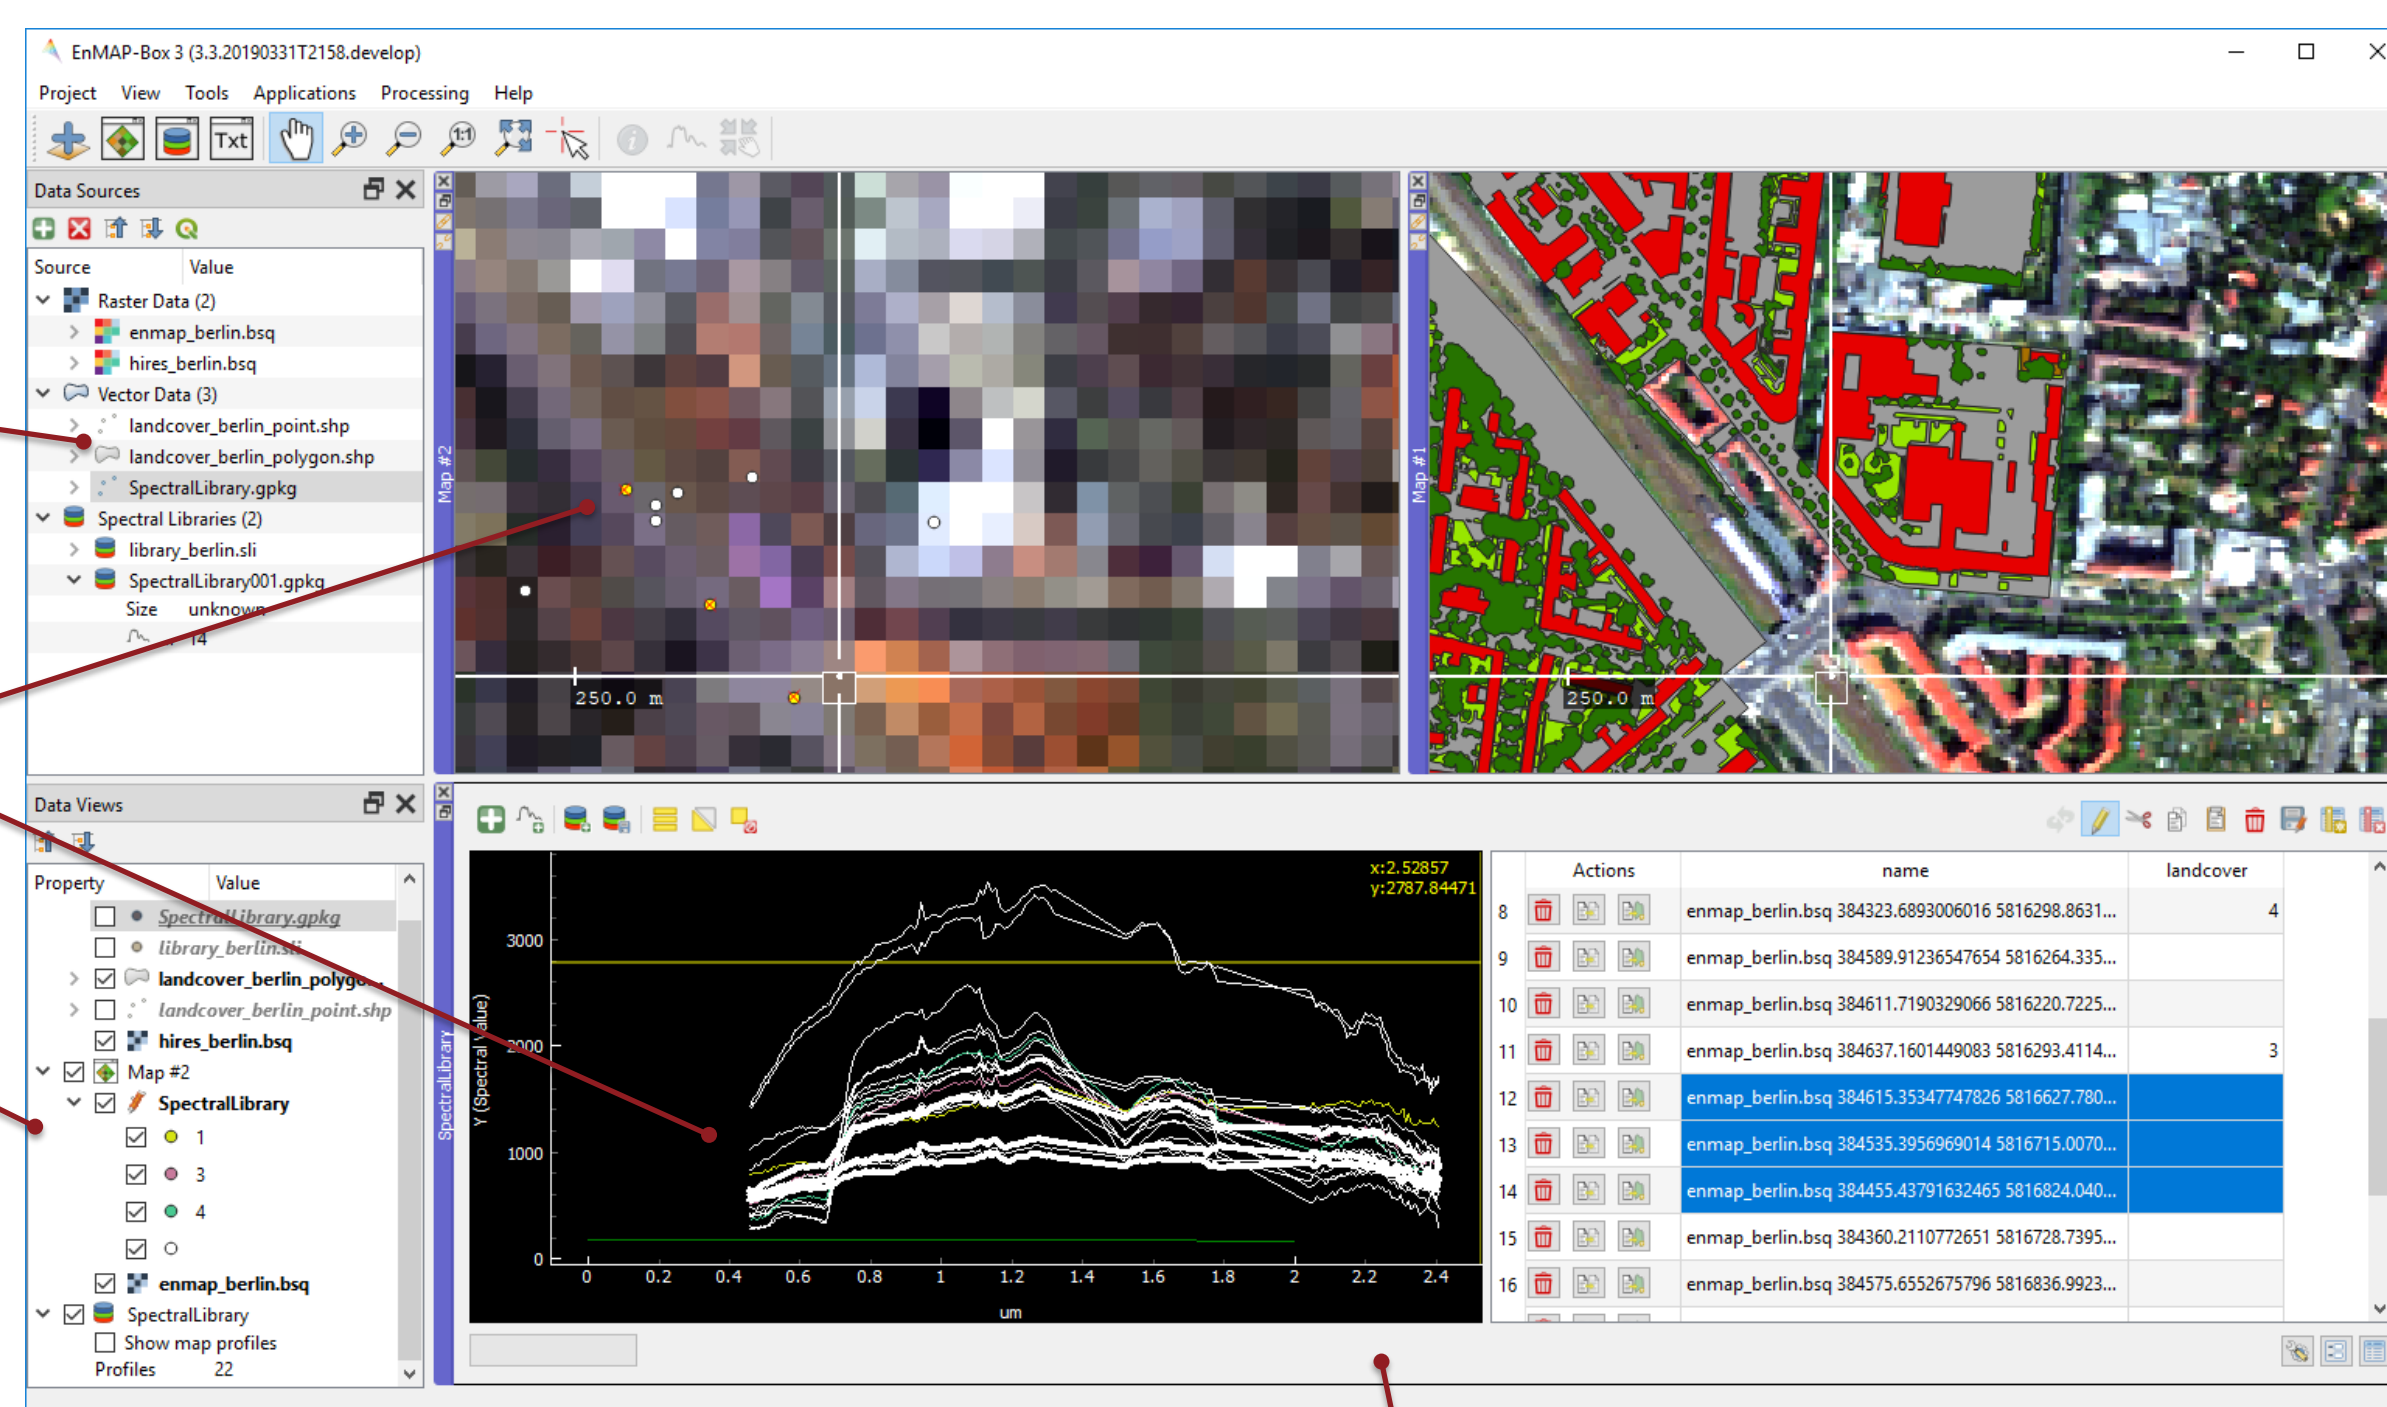 EnMAP-Box 3 (3.3.20190331T2158.develop)
Project View Tools Applications Processing Help
Txt 1:1
Data Sources
Source Value
Raster Data (2)
enmap_berlin.bsq
hires_berlin.bsq
Vector Data (3)
landcover_berlin_point.shp
landcover_berlin_polygon.shp
SpectralLibrary.gpkg
Spectral Libraries (2)
library_berlin.sli
SpectralLibrary001.gpkg
Size unknown
14
Map #2
250.0 m
Map #1
250.0 m
Data Views
Property Value
SpectralLibrary.gpkg
library_berlin.sli
landcover_berlin_polygo...
landcover_berlin_point.shp
hires_berlin.bsq
Map #2
SpectralLibrary
1
3
4
enmap_berlin.bsq
SpectralLibrary
Show map profiles
Profiles 22
SpectralLibrary
x:2.52857
y:2787.84471
Y (Spectral Value)
3000
2000
1000
0
0 0.2 0.4 0.6 0.8 1 1.2 1.4 1.6 1.8 2 2.2 2.4
um
Actions name landcover
8 enmap_berlin.bsq 384323.6893006016 5816298.8631... 4
9 enmap_berlin.bsq 384589.91236547654 5816264.335...
10 enmap_berlin.bsq 384611.7190329066 5816220.7225...
11 enmap_berlin.bsq 384637.1601449083 5816293.4114... 3
12 enmap_berlin.bsq 384615.35347747826 5816627.780...
13 enmap_berlin.bsq 384535.3956969014 5816715.0070...
14 enmap_berlin.bsq 384455.43791632465 5816824.040...
15 enmap_berlin.bsq 384360.2110772651 5816728.7395...
16 enmap_berlin.bsq 384575.6552675796 5816836.9923...